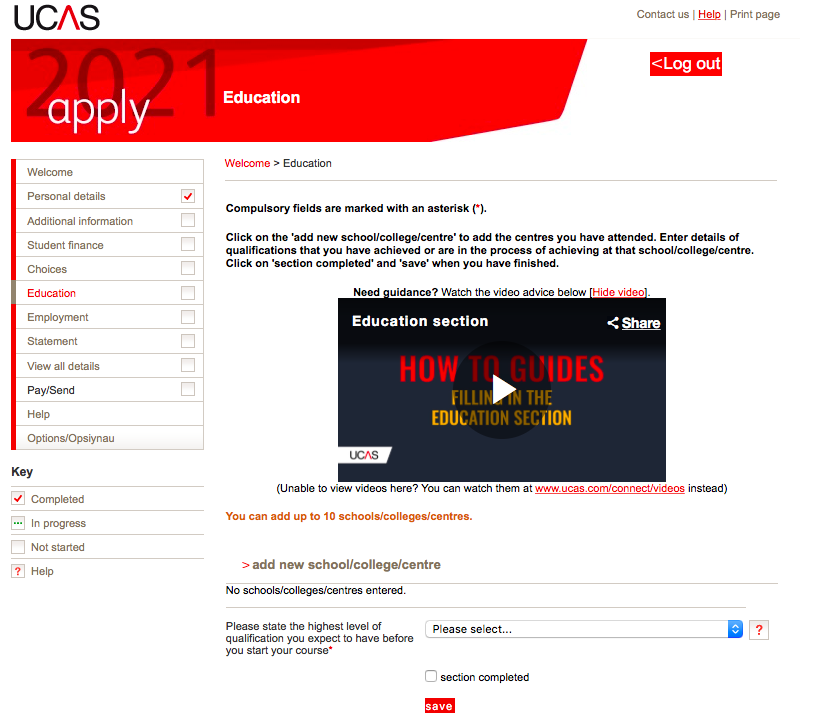 UCAS
Contact us | Help | Print page
2021
apply
Education
<Log out
Welcome
Personal details
Additional information
Student finance
Choices
Education
Employment
Statement
View all details
Pay/Send
Help
Options/Opsiynau
Key
Completed
In progress
Not started
? Help
Welcome > Education
Compulsory fields are marked with an asterisk (*).
Click on the 'add new school/college/centre' to add the centres you have attended. Enter details of
qualifications that you have achieved or are in the process of achieving at that school/college/centre.
Click on 'section completed' and 'save' when you have finished.
Need guidance? Watch the video advice below [Hide video].
Education section
Share
HOW TO GUIDES
FILLING IN THE
EDUCATION SECTION
UCAS
(Unable to view videos here? You can watch them at www.ucas.com/connect/videos instead)
You can add up to 10 schools/colleges/centres.
> add new school/college/centre
No schools/colleges/centres entered.
Please state the highest level of
qualification you expect to have before
you start your course*
Please select...
?
section completed
save